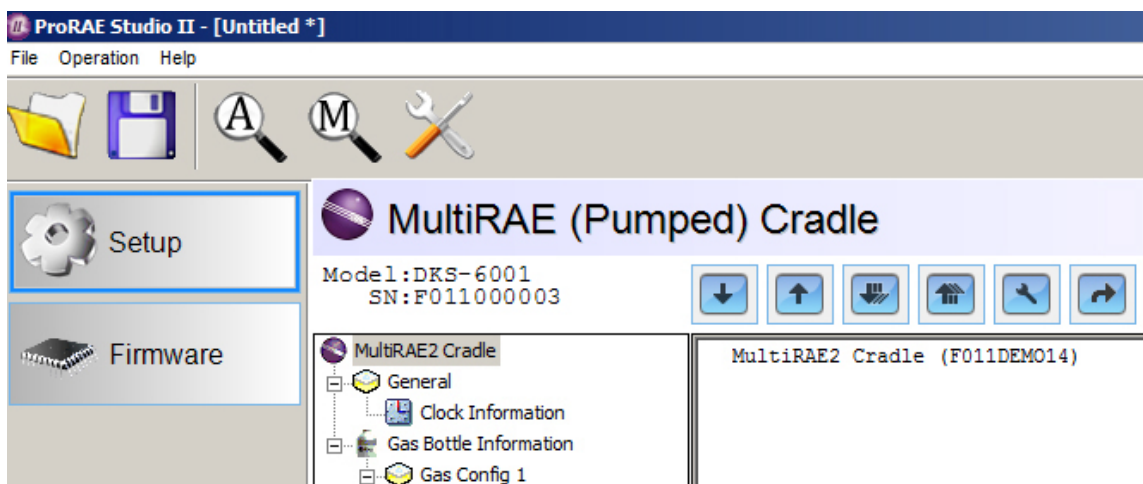 ProRAE Studio II - [Untitled *]
File Operation Help
A M
Setup
MultiRAE (Pumped) Cradle
Model:DKS-6001
SN:F011000003
Firmware
MultiRAE2 Cradle
General
Clock Information
Gas Bottle Information
Gas Config 1
MultiRAE2 Cradle (F011DEMO14)